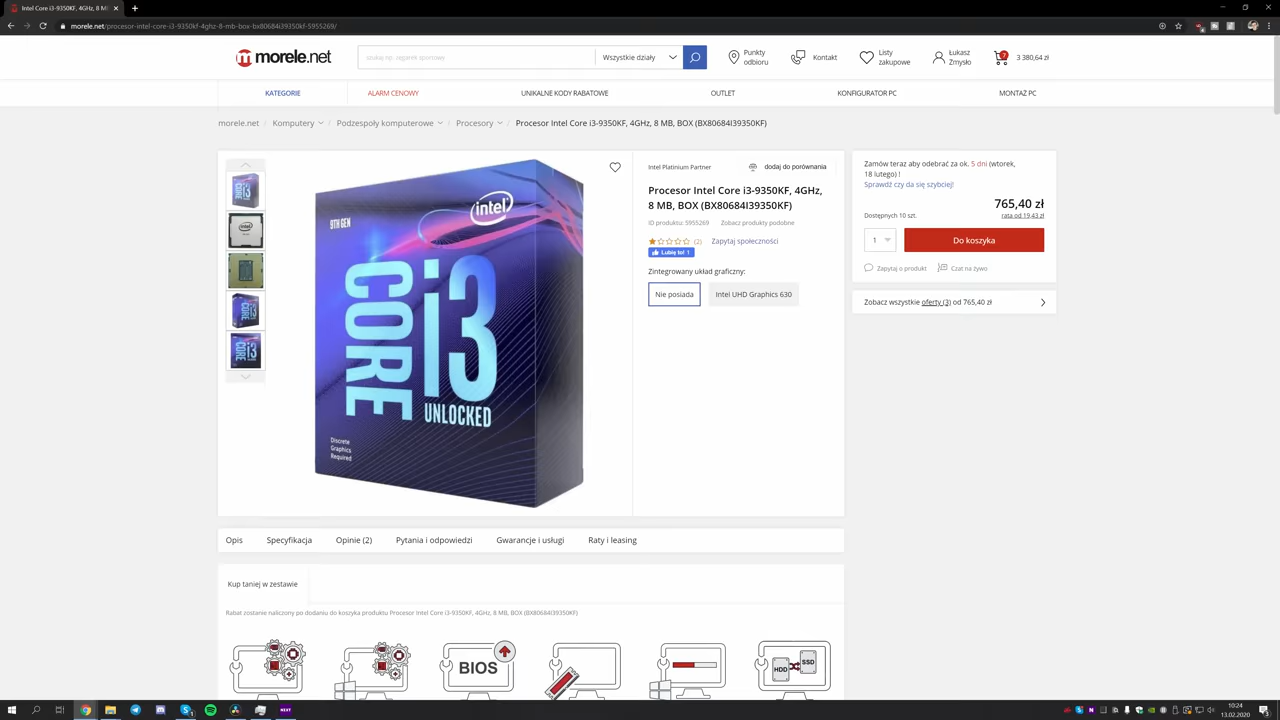 Intel Core i3-9350KF, 4GHz, 8 M
morele.net/procesor-intel-core-i3-9350kf-4ghz-8-mb-box-bx80684i39350kf-5955269/
morele.net
szukaj np. zegarek sportowy
Wszystkie działy
Punkty
odbioru
Kontakt
Listy
zakupowe
Łukasz
Zmysło
7
3 380,64 zł
KATEGORIE
ALARM CENOWY
UNIKALNE KODY RABATOWE
OUTLET
KONFIGURATOR PC
MONTAŻ PC
morele.net / Komputery / Podzespoły komputerowe / Procesory / Procesor Intel Core i3-9350KF, 4GHz, 8 MB, BOX (BX80684I39350KF)
9TH GEN
intel
CORE i3
UNLOCKED
Discrete
Graphics
Required
Intel Platinium Partner
dodaj do porównania
Procesor Intel Core i3-9350KF, 4GHz,
8 MB, BOX (BX80684I39350KF)
ID produktu: 5955269
Zobacz produkty podobne
(2)
Zapytaj społeczności
Lubię to! 1
Zintegrowany układ graficzny:
Nie posiada
Intel UHD Graphics 630
Zamów teraz aby odebrać za ok. 5 dni (wtorek,
18 lutego) !
Sprawdź czy da się szybciej!
765,40 zł
Dostępnych 10 szt.
rata od 19,43 zł
1
Do koszyka
Zapytaj o produkt
Czat na żywo
Zobacz wszystkie oferty (3) od 765,40 zł
Opis
Specyfikacja
Opinie (2)
Pytania i odpowiedzi
Gwarancje i usługi
Raty i leasing
Kup taniej w zestawie
Rabat zostanie naliczony po dodaniu do koszyka produktu Procesor Intel Core i3-9350KF, 4GHz, 8 MB, BOX (BX80684I39350KF)
BIOS
HDD
SSD
NEXT
10:24
13.02.2020